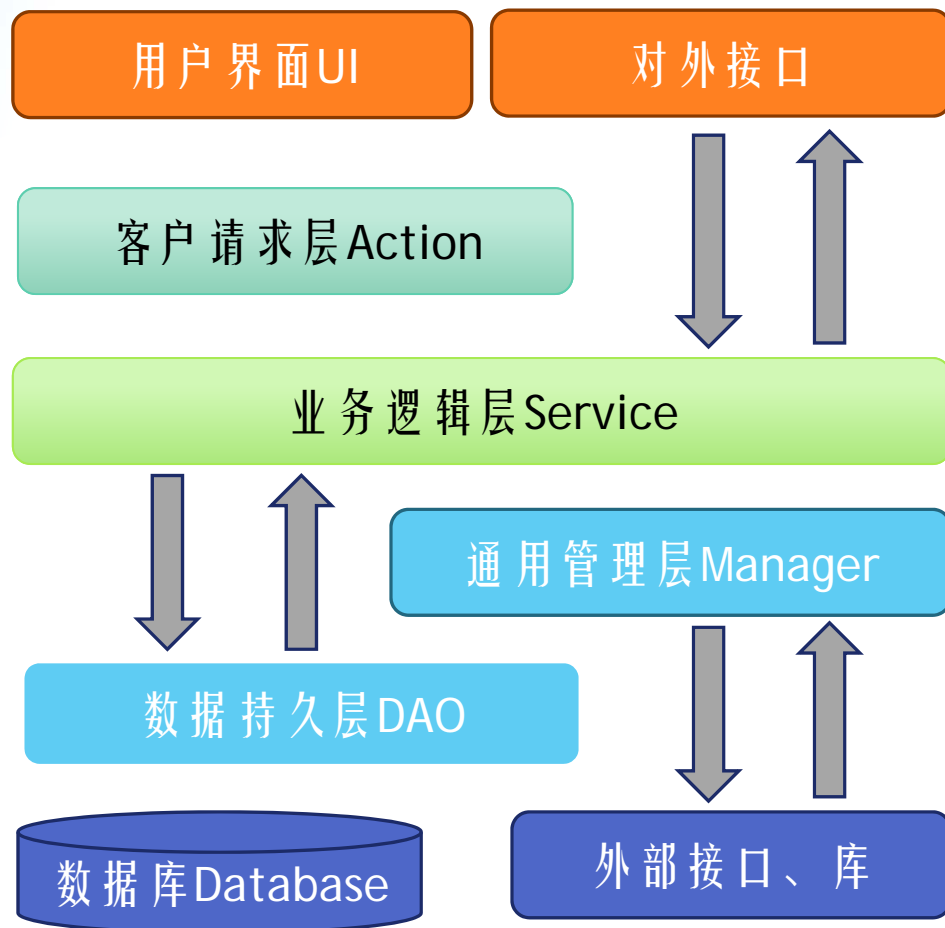 用户界面UI
对外接口
客户请求层Action
业务逻辑层Service
通用管理层Manager
数据持久层DAO
数据库Database
外部接口、库